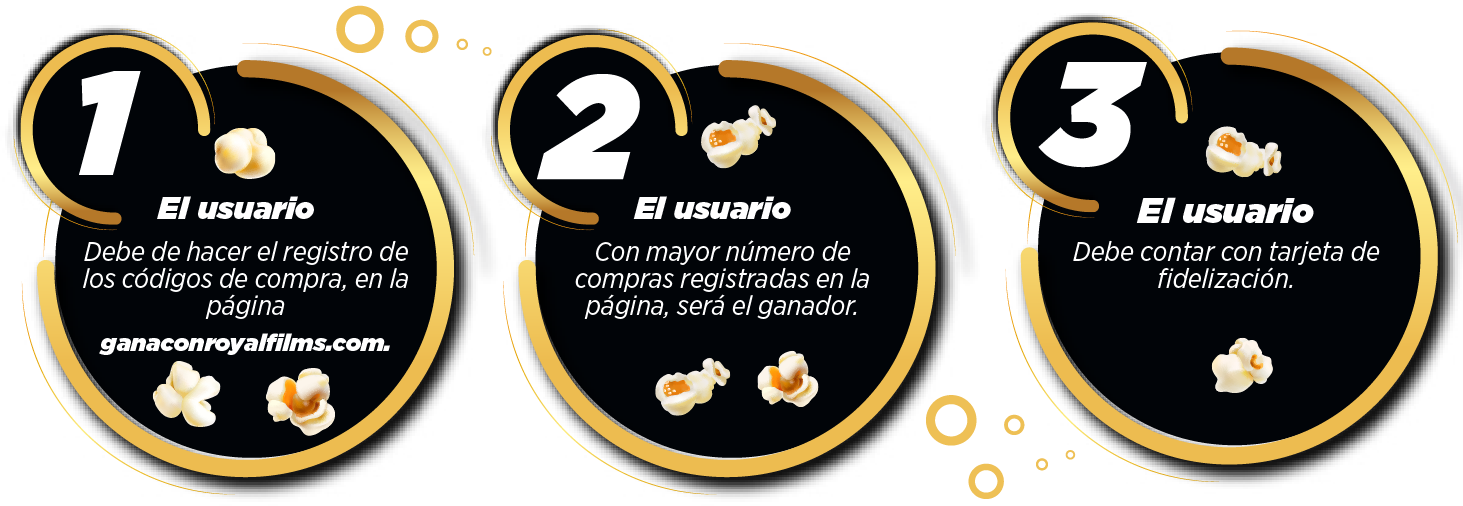 1
El usuario
Debe de hacer el registro de
los códigos de compra, en la
página
ganaconroyalfilms.com.
2
El usuario
Con mayor número de
compras registradas en la
página, será el ganador.
3
El usuario
Debe contar con tarjeta de
fidelización.